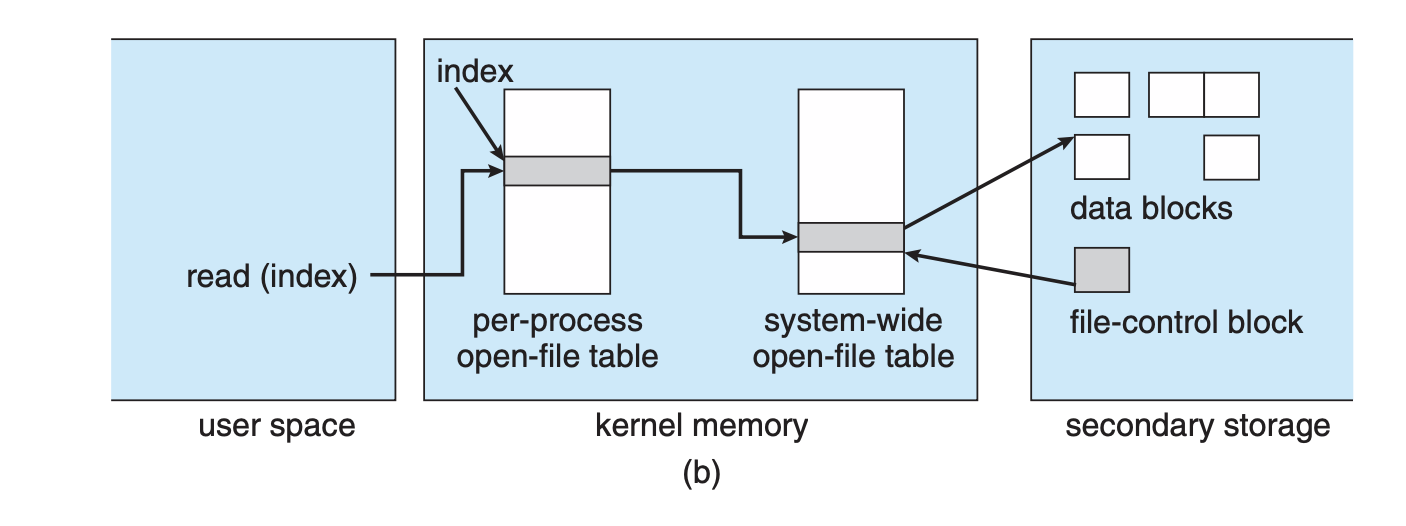 index
read (index)
per-process
open-file table
system-wide
open-file table
data blocks
file-control block
user space
kernel memory
secondary storage
(b)